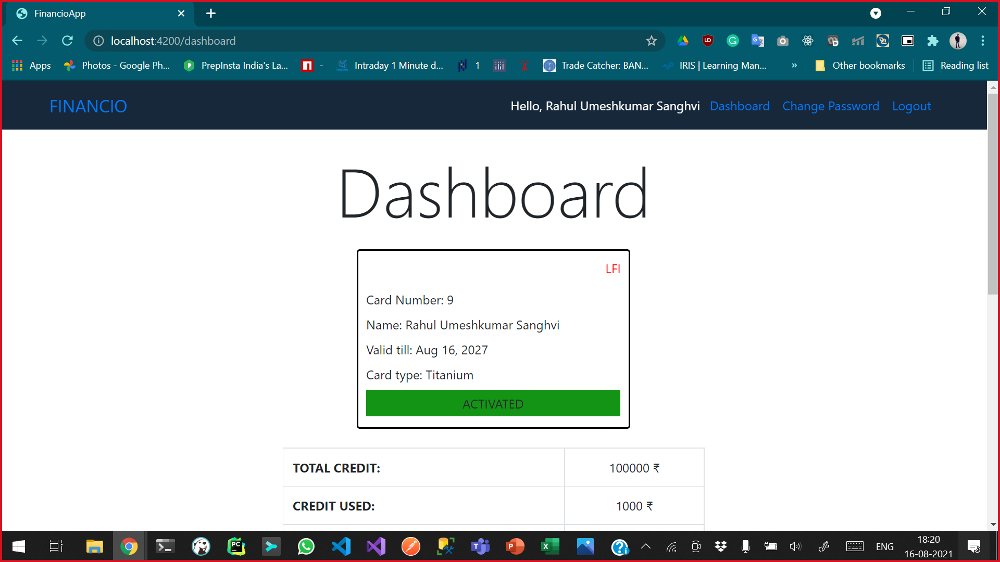 FinancioApp
localhost:4200/dashboard
Apps
Photos - Google Ph...
PrepInsta India's La...
-
Intraday 1 Minute d...
1
Trade Catcher: BAN...
IRIS | Learning Man...
»
Other bookmarks
Reading list
FINANCIO
Hello, Rahul Umeshkumar Sanghvi
Dashboard
Change Password
Logout
Dashboard
LFI
Card Number: 9
Name: Rahul Umeshkumar Sanghvi
Valid till: Aug 16, 2027
Card type: Titanium
ACTIVATED
TOTAL CREDIT:
100000 ₹
CREDIT USED:
1000 ₹
ENG
18:20
16-08-2021